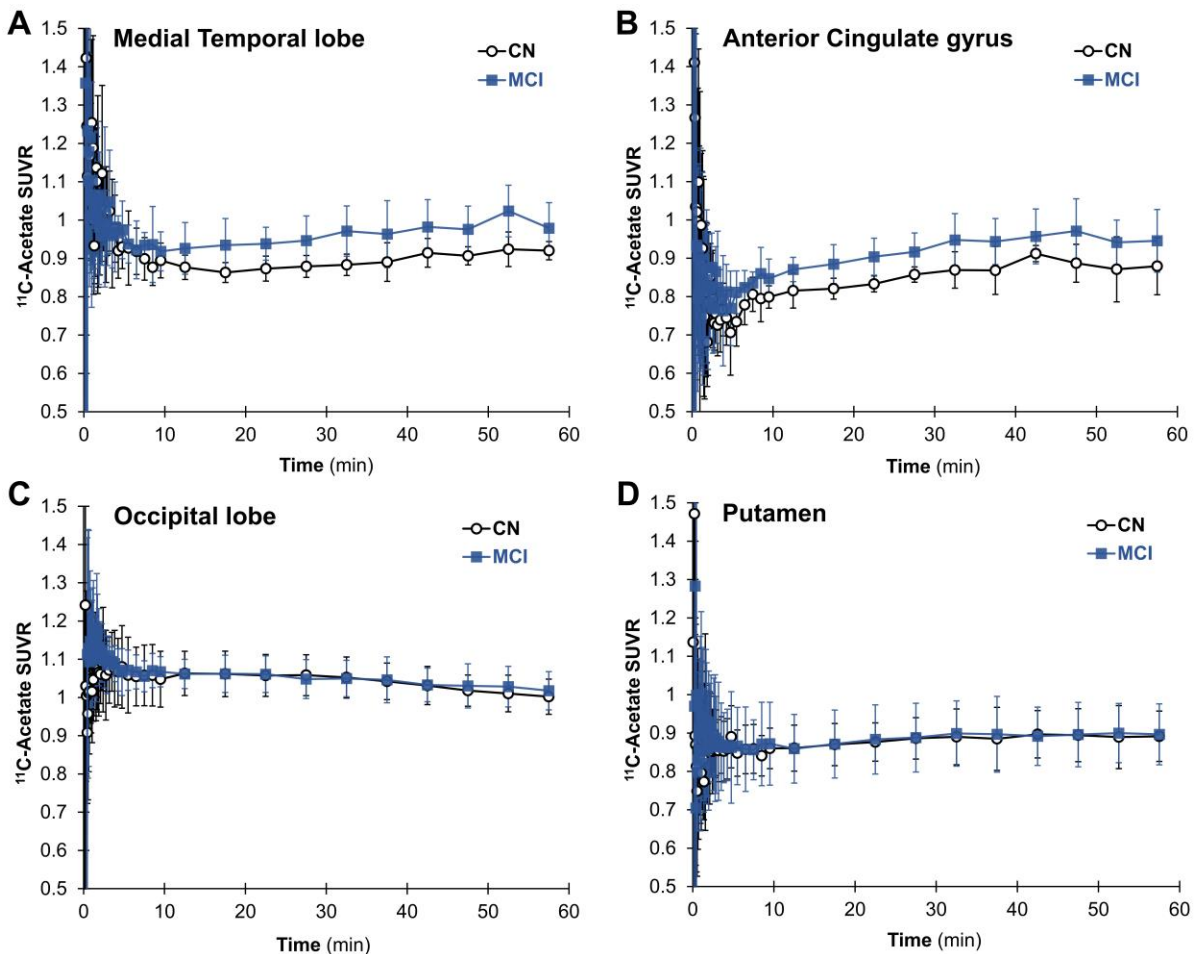 A
Medial Temporal lobe
CN
MCI
1.5
1.4
1.3
1.2
1.1
1
0.9
0.8
0.7
0.6
0.5
¹¹C-Acetate SUVR
0 10 20 30 40 50 60
Time (min)
B
Anterior Cingulate gyrus
CN
MCI
1.5
1.4
1.3
1.2
1.1
1
0.9
0.8
0.7
0.6
0.5
¹¹C-Acetate SUVR
0 10 20 30 40 50 60
Time (min)
C
Occipital lobe
CN
MCI
1.5
1.4
1.3
1.2
1.1
1
0.9
0.8
0.7
0.6
0.5
¹¹C-Acetate SUVR
0 10 20 30 40 50 60
Time (min)
D
Putamen
CN
MCI
1.5
1.4
1.3
1.2
1.1
1
0.9
0.8
0.7
0.6
0.5
¹¹C-Acetate SUVR
0 10 20 30 40 50 60
Time (min)